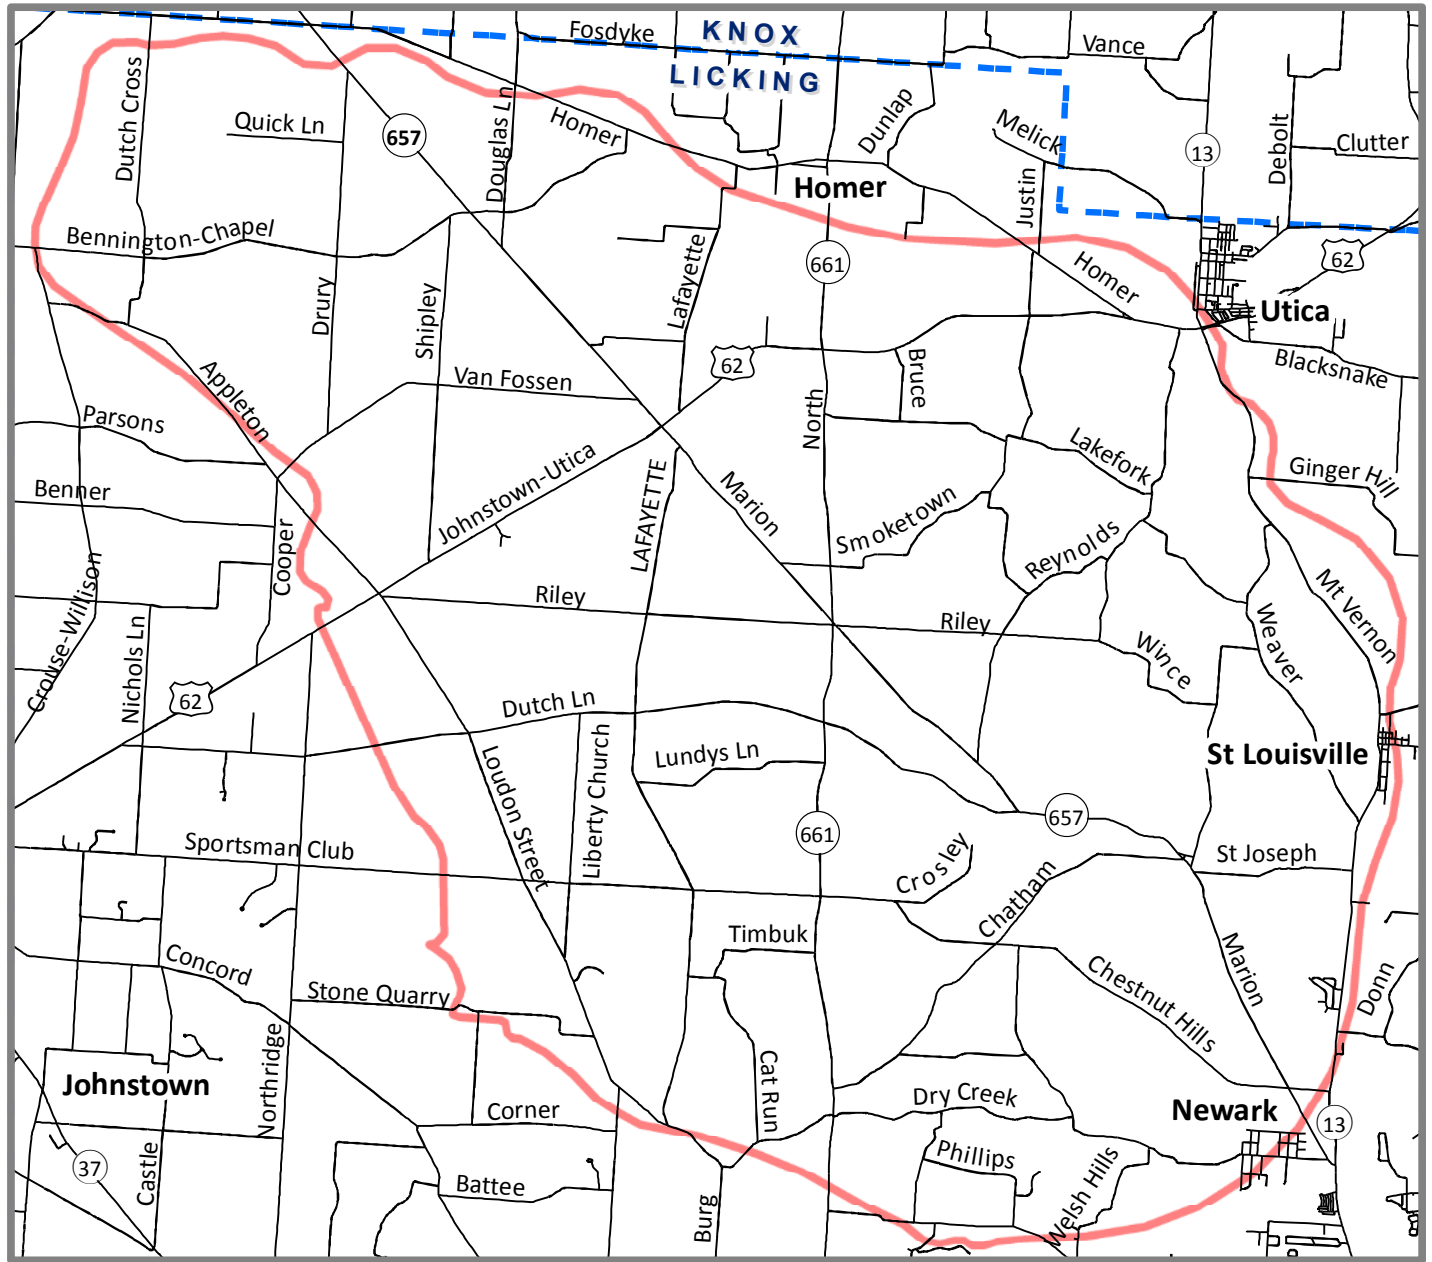 Fosdyke
KNOX
LICKING
Vance
Dutch Cross
Quick Ln
657
Douglas Ln
Homer
Dunlap
Melick
13
Debolt
Clutter
Homer
Justin
Bennington-Chapel
Lafayette
661
Homer
62
Drury
Shipley
Utica
62
Blacksnake
Appleton
Van Fossen
Bruce
Parsons
North
Lakefork
Ginger Hill
Benner
Johnstown-Utica
LAFAYETTE
Marion
Smoketown
Reynolds
Cooper
Crouse-Willison
Riley
Riley
Mt Vernon
Nichols Ln
Wince
Weaver
62
Dutch Ln
Lundys Ln
St Louisville
Loudon Street
Liberty Church
661
657
Sportsman Club
Crosley
Chatham
St Joseph
Timbuk
Concord
Stone Quarry
Chestnut Hills
Marion
Donn
Northridge
Johnstown
Cat Run
Dry Creek
Corner
Newark
13
37
Castle
Battee
Phillips
Welsh Hills
Burg